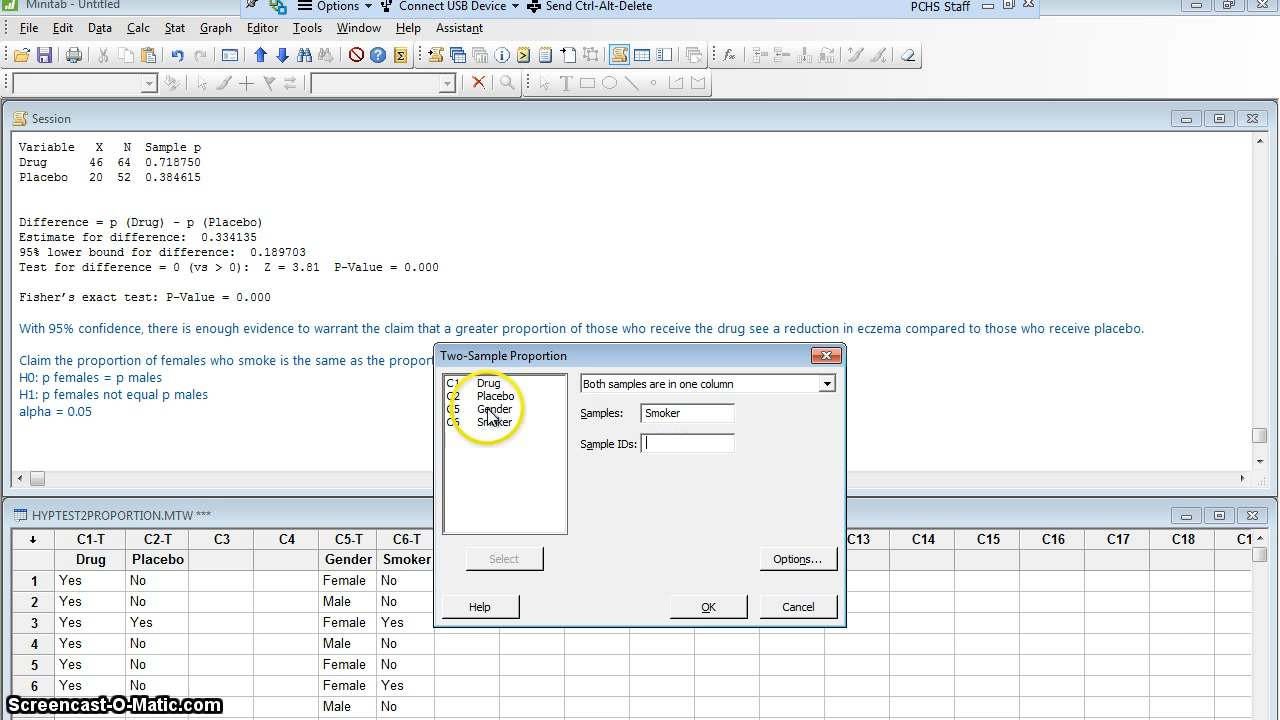 Minitab - Untitled
Options
Connect USB Device
Send Ctrl-Alt-Delete
PCHS Staff
File Edit Data Calc Stat Graph Editor Tools Window Help Assistant
Session
Variable X N Sample p
Drug 46 64 0.718750
Placebo 20 52 0.384615
Difference = p (Drug) - p (Placebo)
Estimate for difference: 0.334135
95% lower bound for difference: 0.189703
Test for difference = 0 (vs > 0): Z = 3.81 P-Value = 0.000
Fisher's exact test: P-Value = 0.000
With 95% confidence, there is enough evidence to warrant the claim that a greater proportion of those who receive the drug see a reduction in eczema compared to those who receive placebo.
Claim the proportion of females who smoke is the same as the propor
H0: p females = p males
H1: p females not equal p males
alpha = 0.05
Two-Sample Proportion
C1 Drug
C2 Placebo
C5 Gender
C6 Smoker
Both samples are in one column
Samples: Smoker
Sample IDs:
Select
Options...
Help
OK
Cancel
HYPTEST2PROPORTION.MTW ***
C1-T C2-T C3 C4 C5-T C6-T C13 C14 C15 C16 C17 C18 C1
Drug Placebo Gender Smoker
1 Yes No Female No
2 Yes No Male No
3 Yes Yes Female Yes
4 Yes No Male No
5 Yes No Female No
6 Yes No Female Yes
Male No
Screencast-O-Matic.com